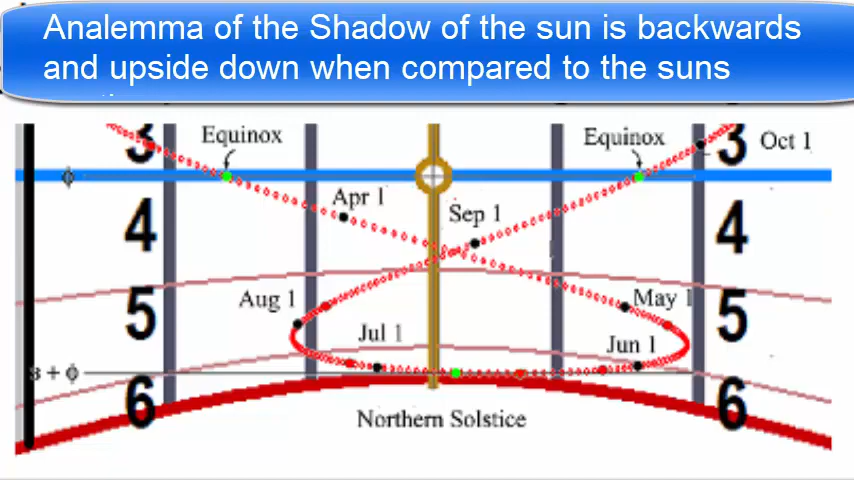 Analemma of the Shadow of the sun is backwards
and upside down when compared to the suns
3 Equinox Equinox 3 Oct 1
ϕ
Apr 1 Sep 1
4 4
Aug 1 May 1
5 5
Jul 1 Jun 1
ε + ϕ
6 6
Northern Solstice